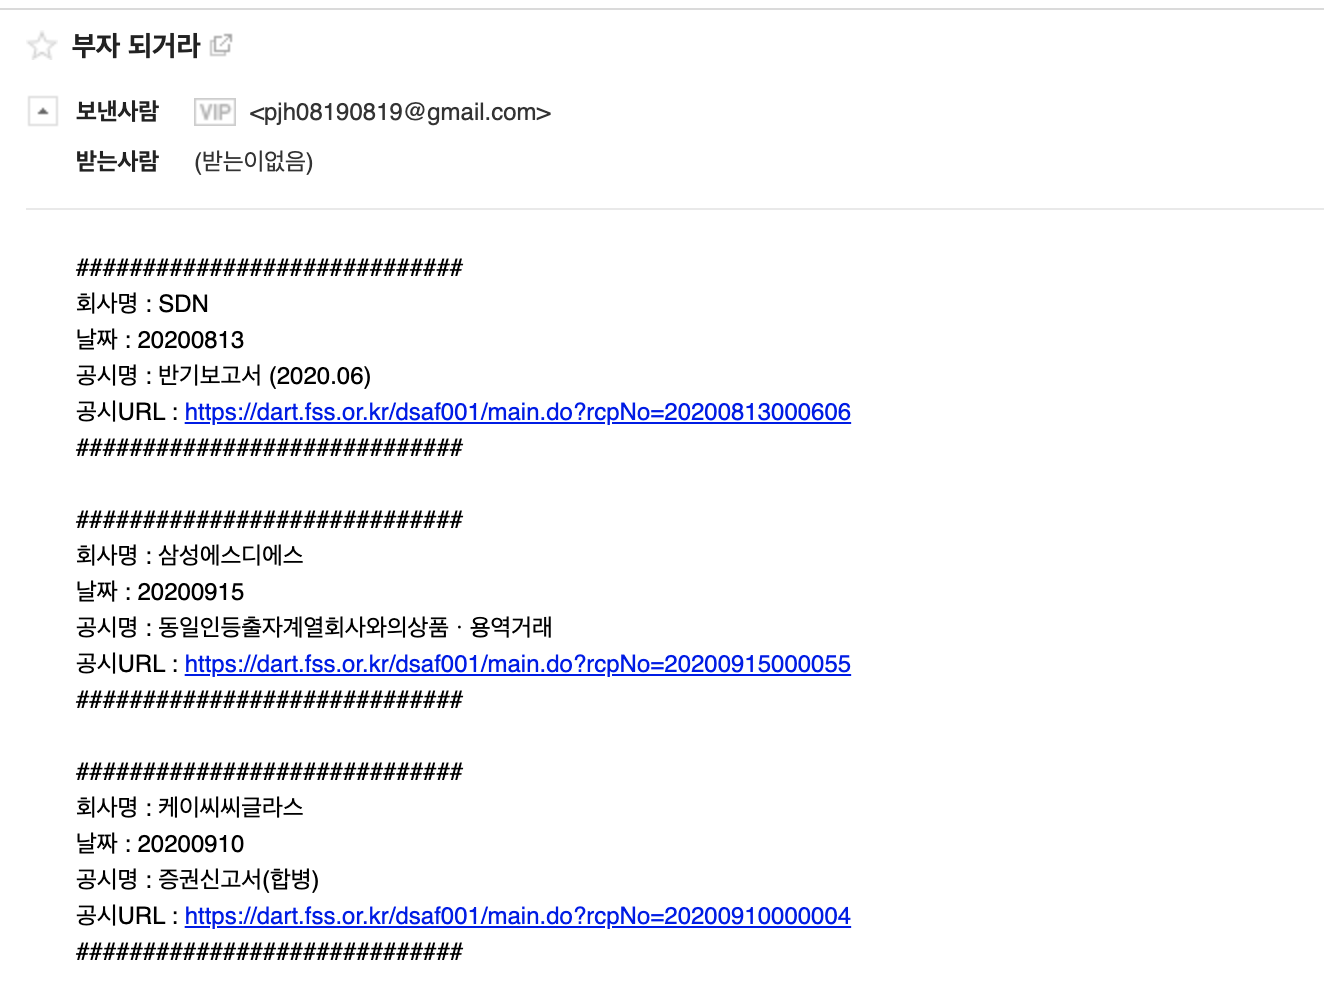 부자 되거라
보낸사람 VIP <pjh08190819@gmail.com>
받는사람 (받는이없음)
#############################
회사명 : SDN
날짜 : 20200813
공시명 : 반기보고서 (2020.06)
공시URL : https://dart.fss.or.kr/dsaf001/main.do?rcpNo=20200813000606
#############################
#############################
회사명 : 삼성에스디에스
날짜 : 20200915
공시명 : 동일인등출자계열회사와의상품ㆍ용역거래
공시URL : https://dart.fss.or.kr/dsaf001/main.do?rcpNo=20200915000055
#############################
#############################
회사명 : 케이씨씨글라스
날짜 : 20200910
공시명 : 증권신고서(합병)
공시URL : https://dart.fss.or.kr/dsaf001/main.do?rcpNo=20200910000004
#############################